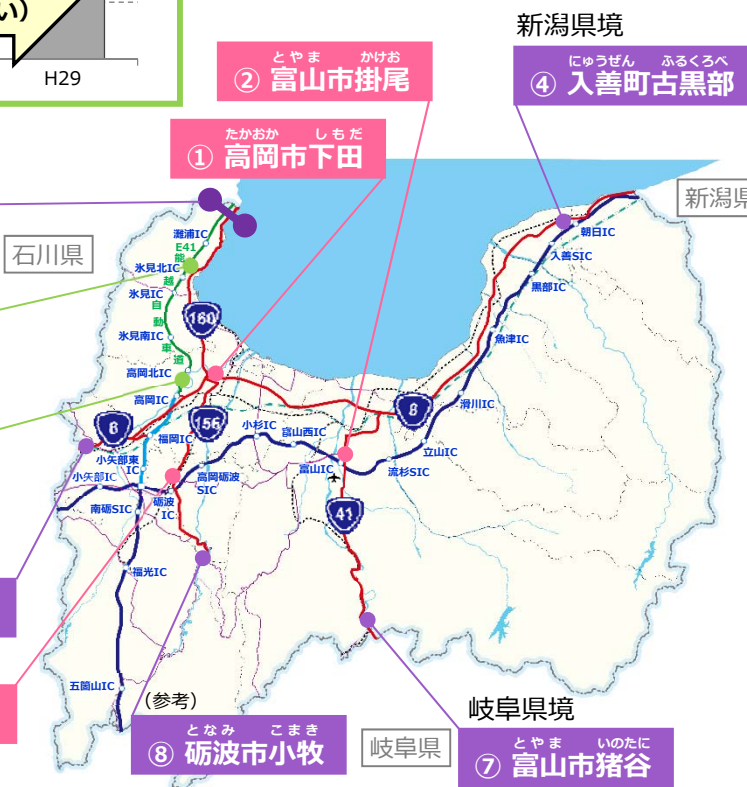 い)
H29
新潟県境
とやま かけお
② 富山市掛尾
にゅうぜん ふるくろべ
④ 入善町古黒部
たかおか しもだ
① 高岡市下田
石川県
新潟県
灘浦IC
E41
能越自動車道
氷見北IC
氷見IC
氷見南IC
高岡北IC
高岡IC
160
朝日IC
入善SIC
黒部IC
魚津IC
滑川IC
立山IC
流杉SIC
8
8
156
福岡IC
小杉IC
富山西IC
富山IC
小矢部東IC
小矢部IC
高岡砺波SIC
砺波IC
南砺SIC
41
福光IC
五箇山IC
(参考)
となみ こまき
⑧ 砺波市小牧
岐阜県
岐阜県境
とやま いのたに
⑦ 富山市猪谷